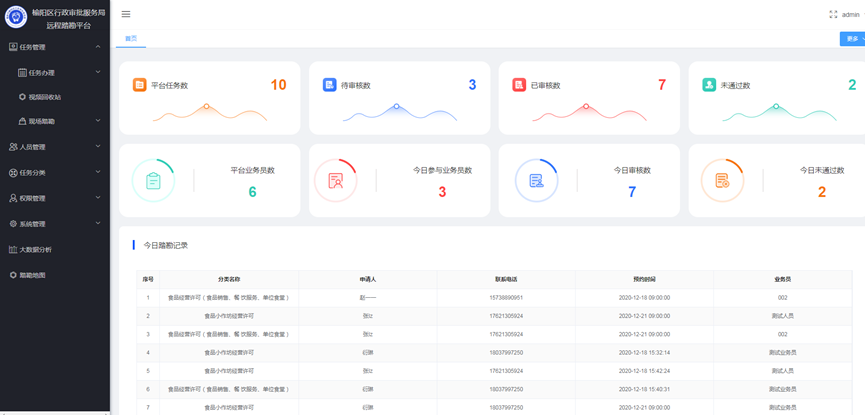 榆阳区行政审批服务局
远程踏勘平台
admin
任务管理
首页
更多
任务办理
视频回收站
现场踏勘
人员管理
任务分类
权限管理
系统管理
大数据分析
踏勘地图
平台任务数 10
待审核数 3
已审核数 7
未通过数 2
平台业务员数
6
今日参与业务员数
3
今日审核数
7
今日未通过数
2
今日踏勘记录
序号 分类名称 申请人 联系电话 预约时间 业务员
1 食品经营许可(食品销售、餐饮服务、单位食堂) 赵一一 15738890951 2020-12-18 09:00:00 002
2 食品小作坊经营许可 17621305924 2020-12-21 09:00:00 测试人员
3 食品经营许可(食品销售、餐饮服务、单位食堂) 17621305924 2020-12-21 09:00:00 002
4 食品小作坊经营许可 18037997250 2020-12-18 15:32:14 测试业务员
5 食品小作坊经营许可 17621305924 2020-12-18 15:42:24 测试人员
6 食品经营许可(食品销售、餐饮服务、单位食堂) 18037997250 2020-12-18 15:40:31 测试业务员
7 食品小作坊经营许可 18037997250 2020-12-21 09:00:00 测试业务员